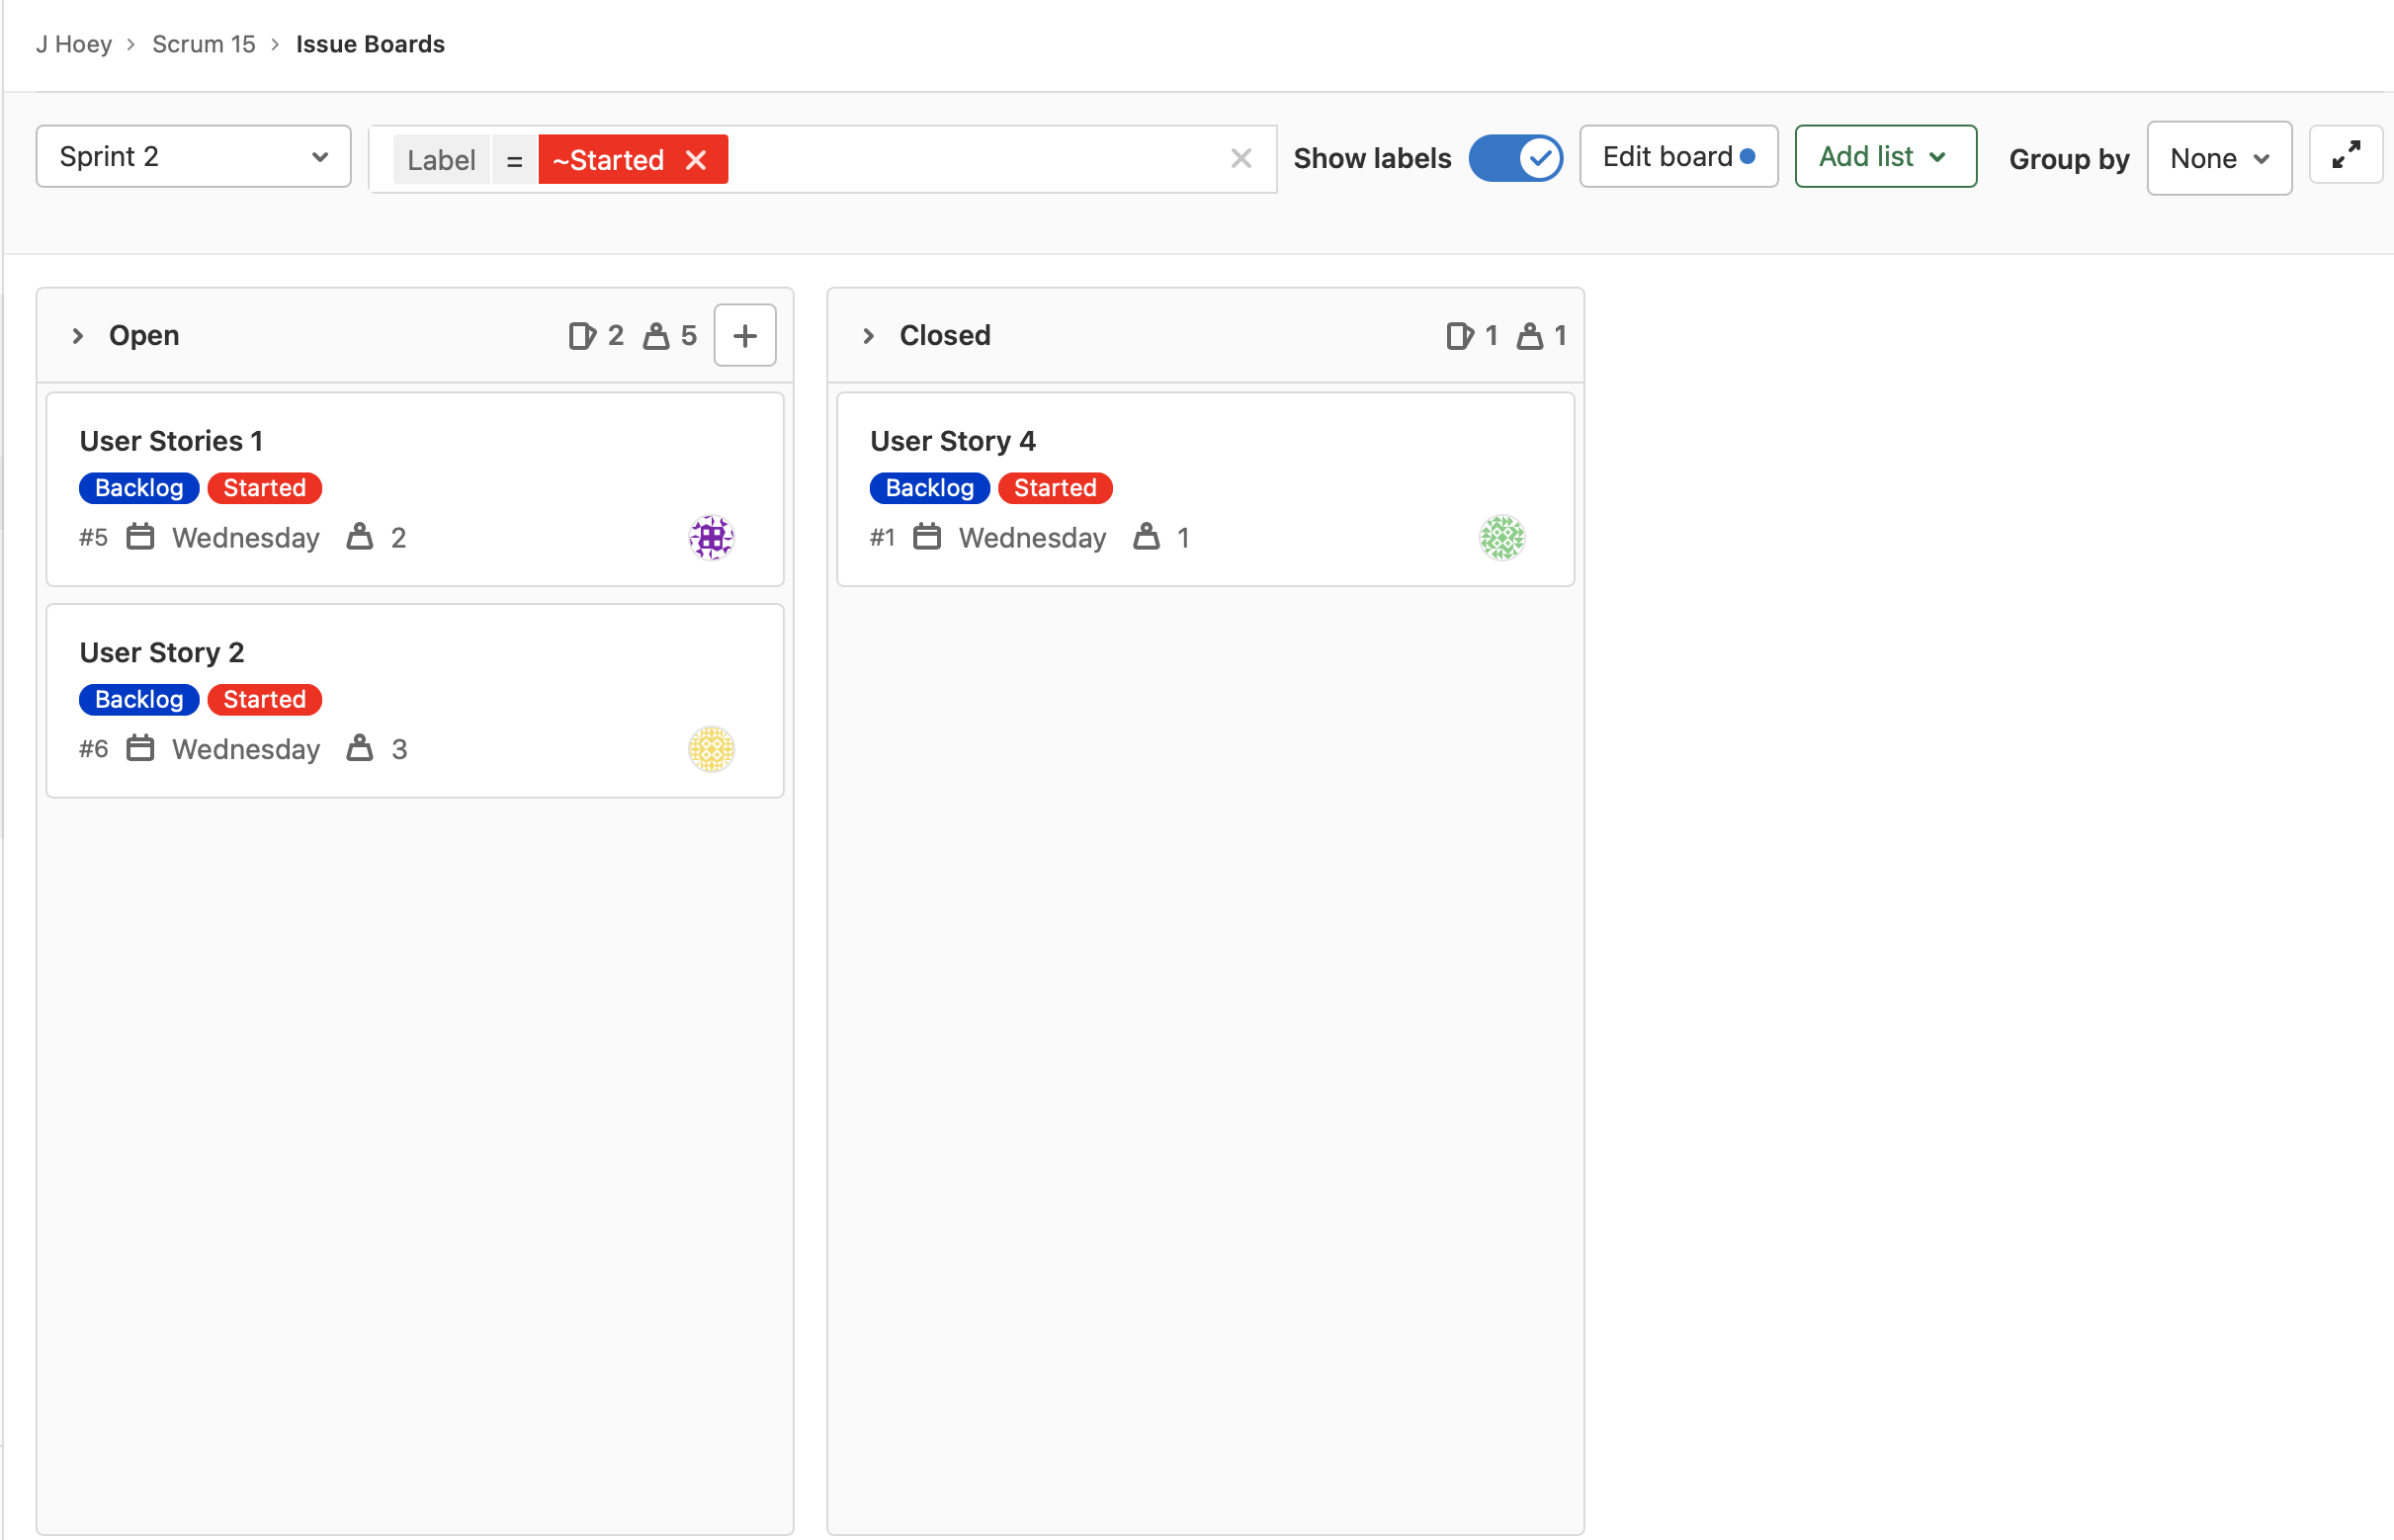 J Hoey > Scrum 15 > Issue Boards
Sprint 2
Label = ~Started
Show labels
Edit board
Add list
Group by
None
Open 2 5
User Stories 1
Backlog Started
#5 Wednesday 2
User Story 2
Backlog Started
#6 Wednesday 3
Closed 1 1
User Story 4
Backlog Started
#1 Wednesday 1